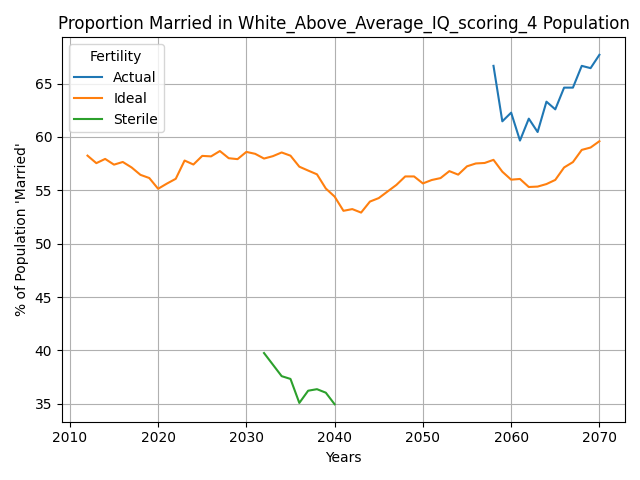 Proportion Married in White_Above_Average_IQ_scoring_4 Population
Fertility
Actual
Ideal
Sterile
% of Population 'Married'
65
60
55
50
45
40
35
2010 2020 2030 2040 2050 2060 2070
Years